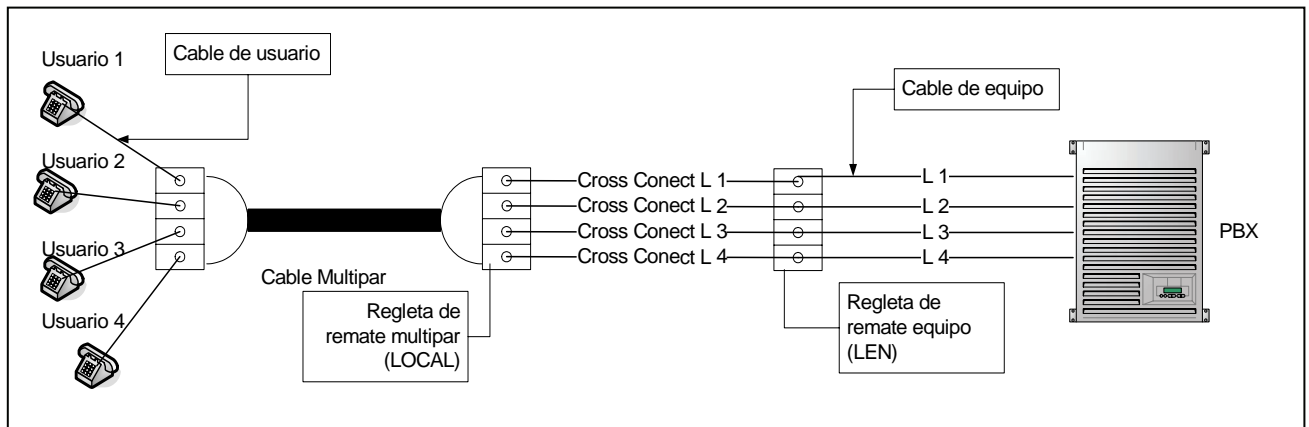 Usuario 1
Cable de usuario
Cable de equipo
Usuario 2
Cross Conect L 1
L 1
Cross Conect L 2
L 2
Usuario 3
Cross Conect L 3
L 3
PBX
Cross Conect L 4
L 4
Cable Multipar
Usuario 4
Regleta de
remate multipar
(LOCAL)
Regleta de
remate equipo
(LEN)